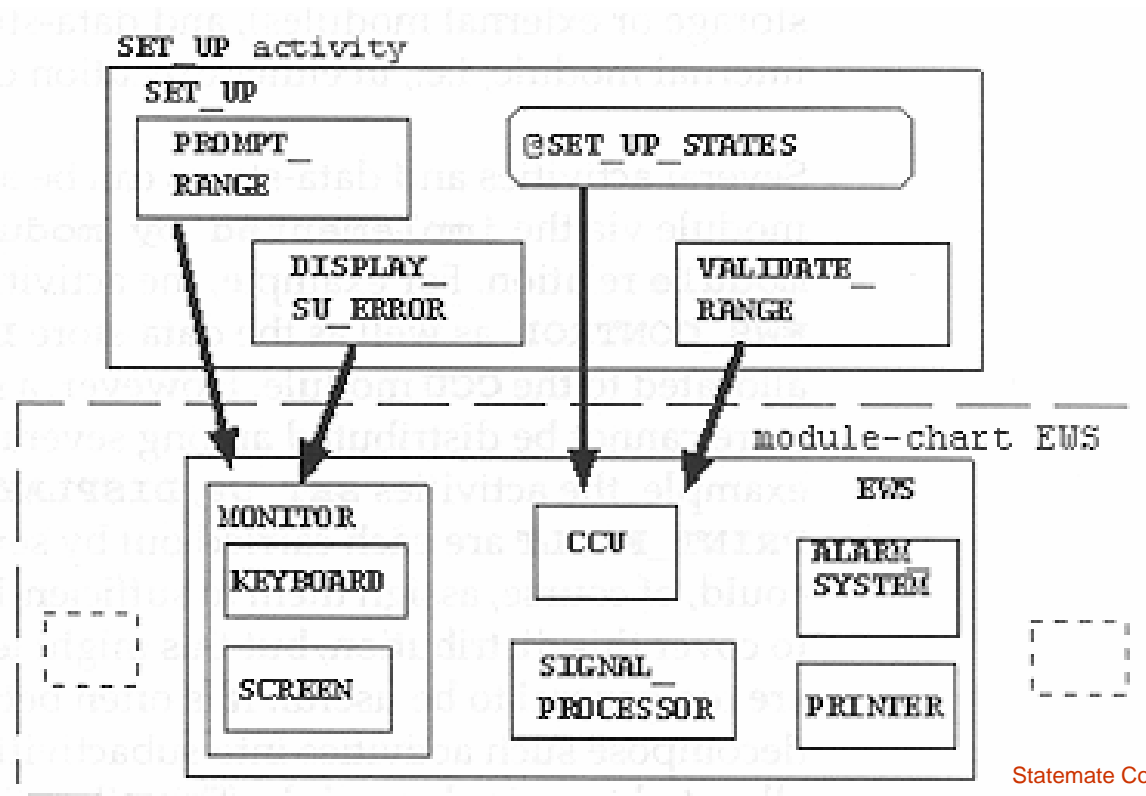 SET_UP activity
SET_UP
PROMPT_
RANGE
@SET_UP_STATES
DISPLAY_
SU_ERROR
VALIDATE_
RANGE
module-chart EWS
EWS
MONITOR
KEYBOARD
SCREEN
CCU
SIGNAL_
PROCESSOR
ALARM
SYSTEM
PRINTER
Statemate Co